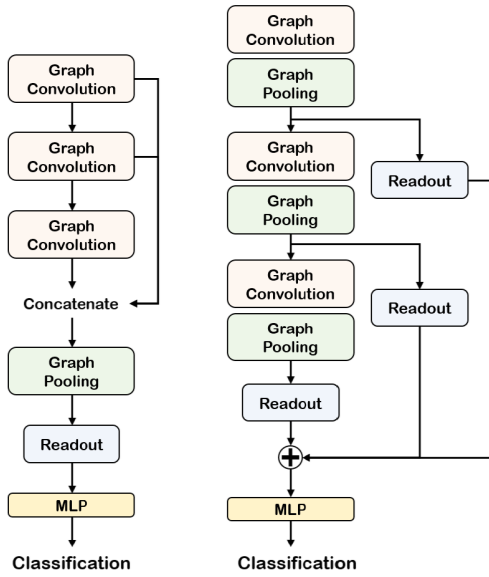 Graph
Convolution
Graph
Convolution
Graph
Convolution
Concatenate
Graph
Pooling
Readout
MLP
Classification
Graph
Convolution
Graph
Pooling
Graph
Convolution
Readout
Graph
Pooling
Graph
Convolution
Readout
Graph
Pooling
Readout
MLP
Classification